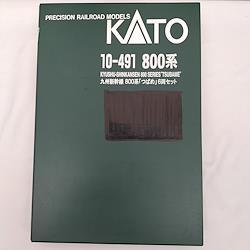 PRECISION RAILROAD MODELS
KATO
10-491 800系
KYUSHU-SHINKANSEN 800 SERIES "TSUBAME"
九州新幹線 800系「つばめ」6両セット